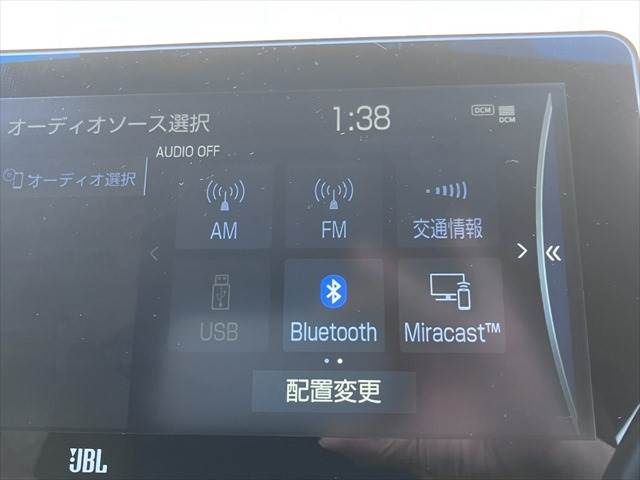 オーディオソース選択
1:38
DCM
DCM
AUDIO OFF
オーディオ選択
AM
FM
交通情報
USB
Bluetooth
Miracast™
配置変更
JBL